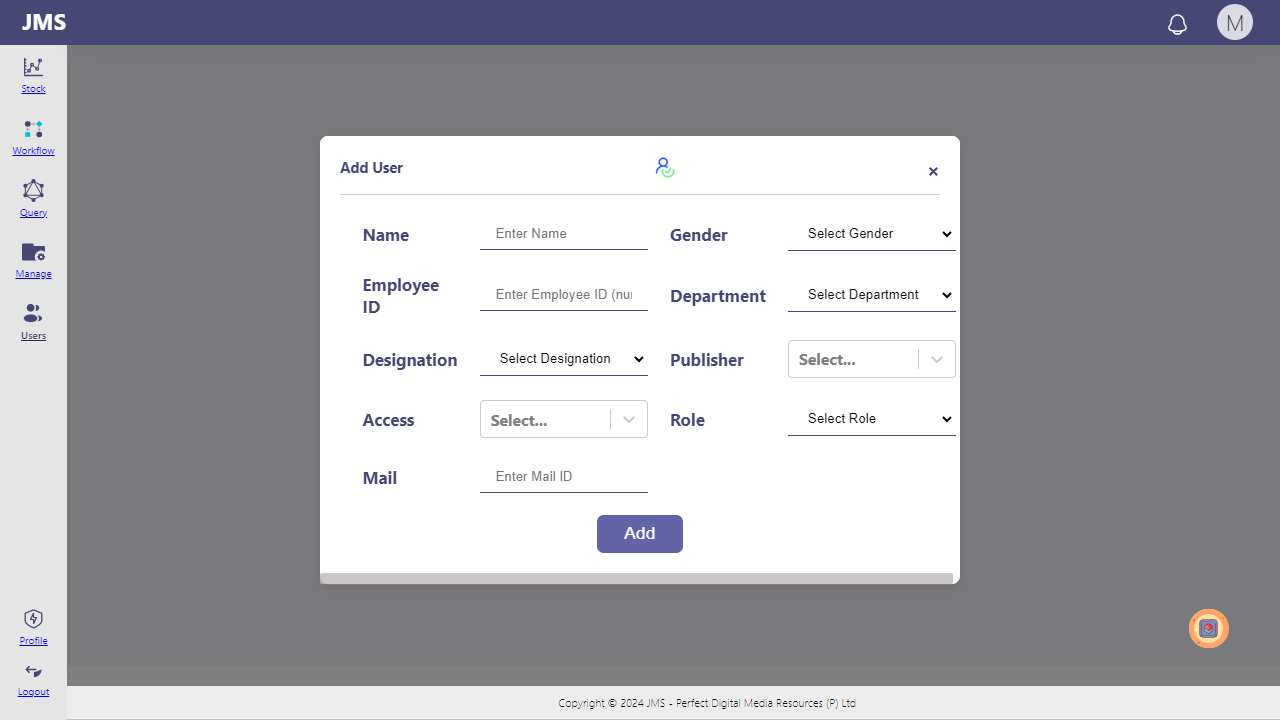 JMS
M
Stock
Workflow
Query
Manage
Users
Profile
Logout
Add User
×
Name Enter Name Gender Select Gender
Employee
ID Enter Employee ID (nu Department Select Department
Designation Select Designation Publisher Select...
Access Select... Role Select Role
Mail Enter Mail ID
Add
Copyright © 2024 JMS - Perfect Digital Media Resources (P) Ltd